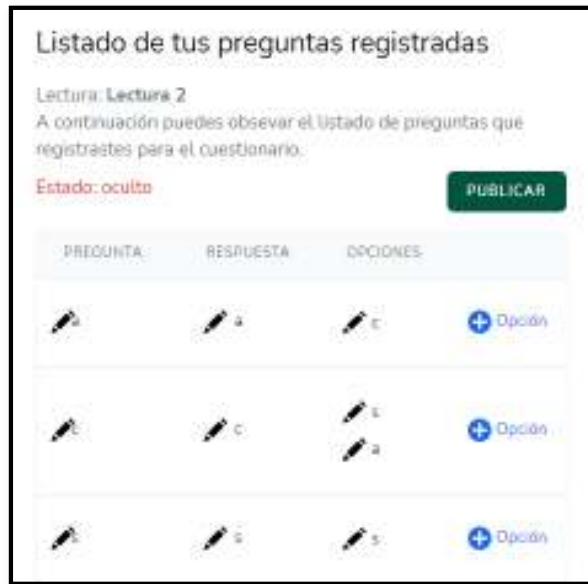 Listado de tus preguntas registradas
Lectura: Lectura 2
A continuación puedes obsevar el listado de preguntas que
registrastes para el cuestionario.
Estado: oculto
PUBLICAR
PREGUNTA RESPUESTA OPCIONES
a a c Opción
c c
s
a
Opción
s s s Opción